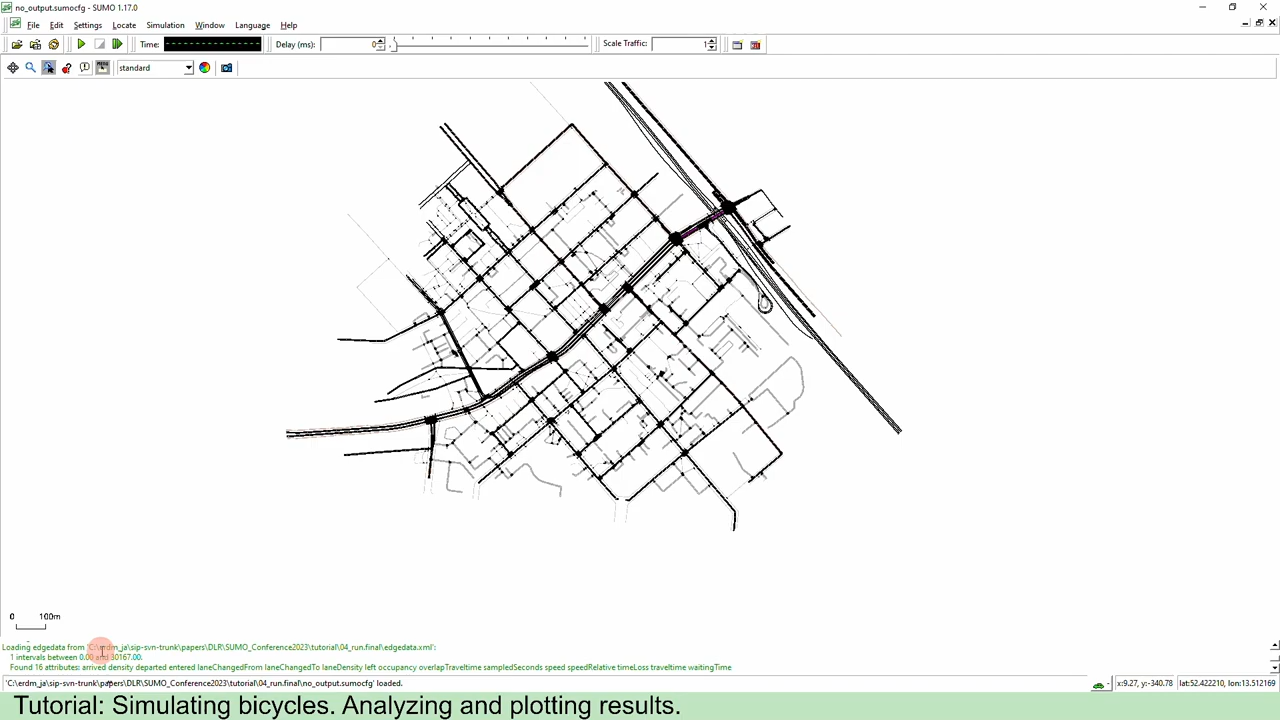 no_output.sumocfg - SUMO 1.17.0
File Edit Settings Locate Simulation Window Language Help
Time: Delay (ms): 0 Scale Traffic: 1
standard
0 100m
Loading edgedata from 'C:\erdm_ja\sip-svn-trunk\papers\DLR\SUMO_Conference2023\tutorial\04_run.final\edgedata.xml':
1 intervals between 0.00 and 30167.00.
Found 16 attributes: arrived density departed entered laneChangedFrom laneChangedTo laneDensity left occupancy overlapTraveltime sampledSeconds speed speedRelative timeLoss traveltime waitingTime
'C:\erdm_ja\sip-svn-trunk\papers\DLR\SUMO_Conference2023\tutorial\04_run.final\no_output.sumocfg' loaded.
x:9.27, y:-340.78 lat:52.422210, lon:13.512169
Tutorial: Simulating bicycles. Analyzing and plotting results.